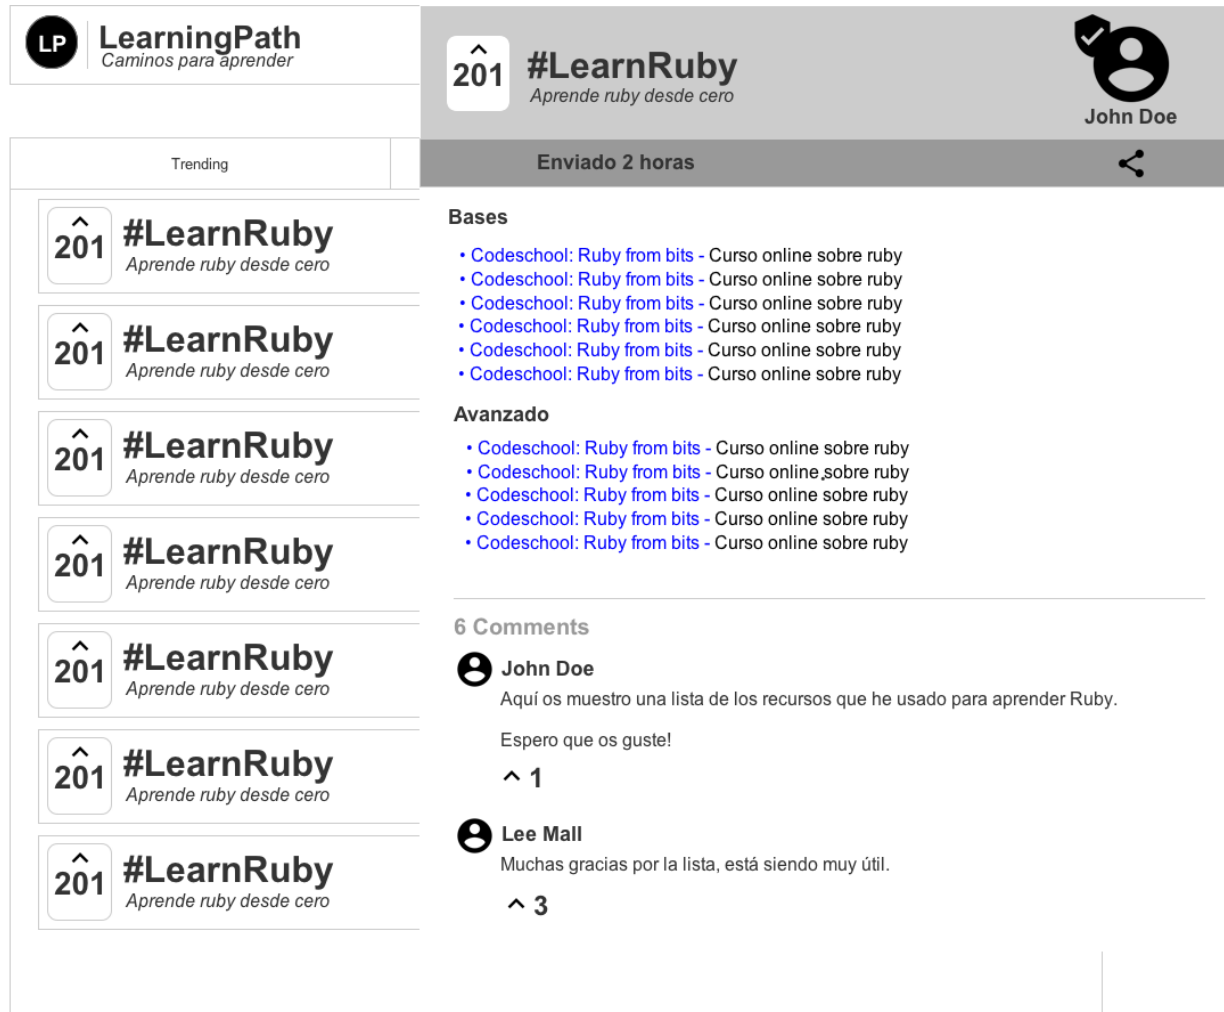 LP
LearningPath
Caminos para aprender
Trending
201
#LearnRuby
Aprende ruby desde cero
201
#LearnRuby
Aprende ruby desde cero
201
#LearnRuby
Aprende ruby desde cero
201
#LearnRuby
Aprende ruby desde cero
201
#LearnRuby
Aprende ruby desde cero
201
#LearnRuby
Aprende ruby desde cero
201
#LearnRuby
Aprende ruby desde cero
201
#LearnRuby
Aprende ruby desde cero
John Doe
Enviado 2 horas
Bases
• Codeschool: Ruby from bits - Curso online sobre ruby
• Codeschool: Ruby from bits - Curso online sobre ruby
• Codeschool: Ruby from bits - Curso online sobre ruby
• Codeschool: Ruby from bits - Curso online sobre ruby
• Codeschool: Ruby from bits - Curso online sobre ruby
• Codeschool: Ruby from bits - Curso online sobre ruby
Avanzado
• Codeschool: Ruby from bits - Curso online sobre ruby
• Codeschool: Ruby from bits - Curso online sobre ruby
• Codeschool: Ruby from bits - Curso online sobre ruby
• Codeschool: Ruby from bits - Curso online sobre ruby
• Codeschool: Ruby from bits - Curso online sobre ruby
6 Comments
John Doe
Aquí os muestro una lista de los recursos que he usado para aprender Ruby.
Espero que os guste!
1
Lee Mall
Muchas gracias por la lista, está siendo muy útil.
3